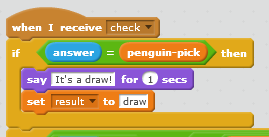 when I receive check
if answer = penguin-pick then
say It's a draw! for 1 secs
set result to draw